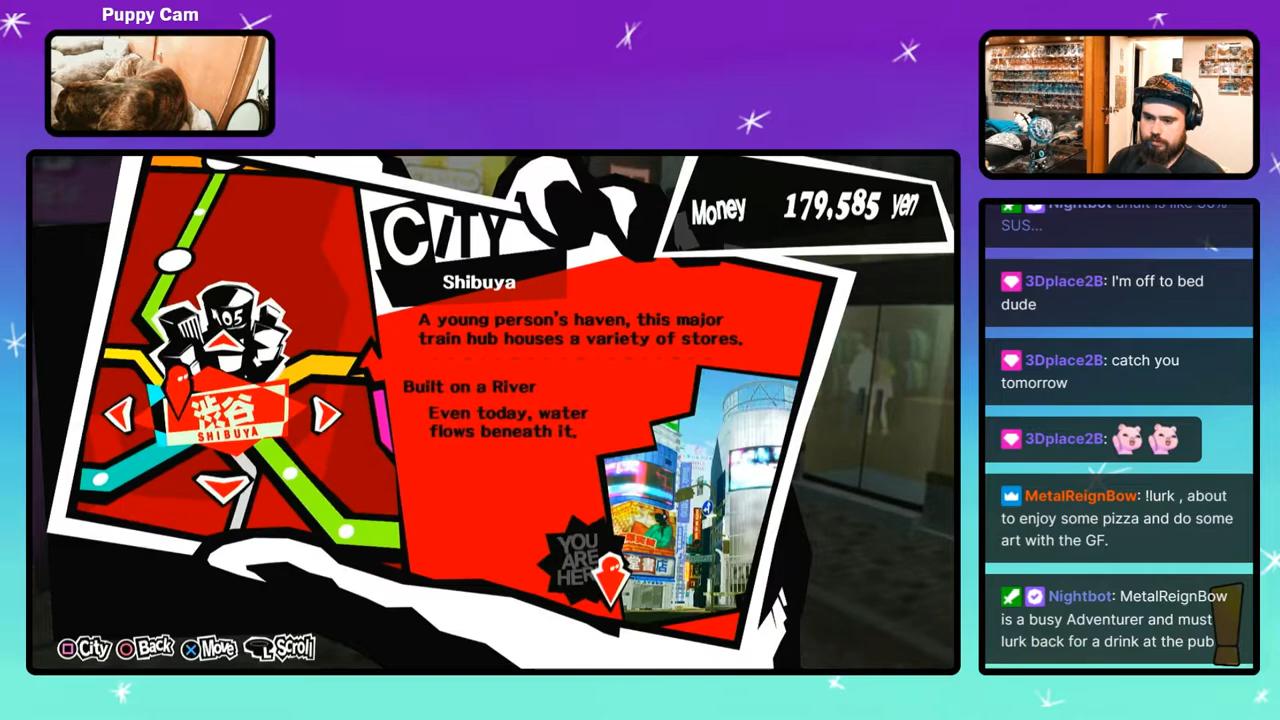 Puppy Cam
Money 179,585 yen
CITY
Shibuya
A young person's haven, this major
train hub houses a variety of stores.
Built on a River
Even today, water
flows beneath it.
105
渋谷
SHIBUYA
YOU
ARE
HERE
City Back Move L Scroll
SUS...
3Dplace2B: I'm off to bed
dude
3Dplace2B: catch you
tomorrow
3Dplace2B:
MetalReignBow: !lurk , about
to enjoy some pizza and do some
art with the GF.
Nightbot: MetalReignBow
is a busy Adventurer and must
lurk back for a drink at the pub